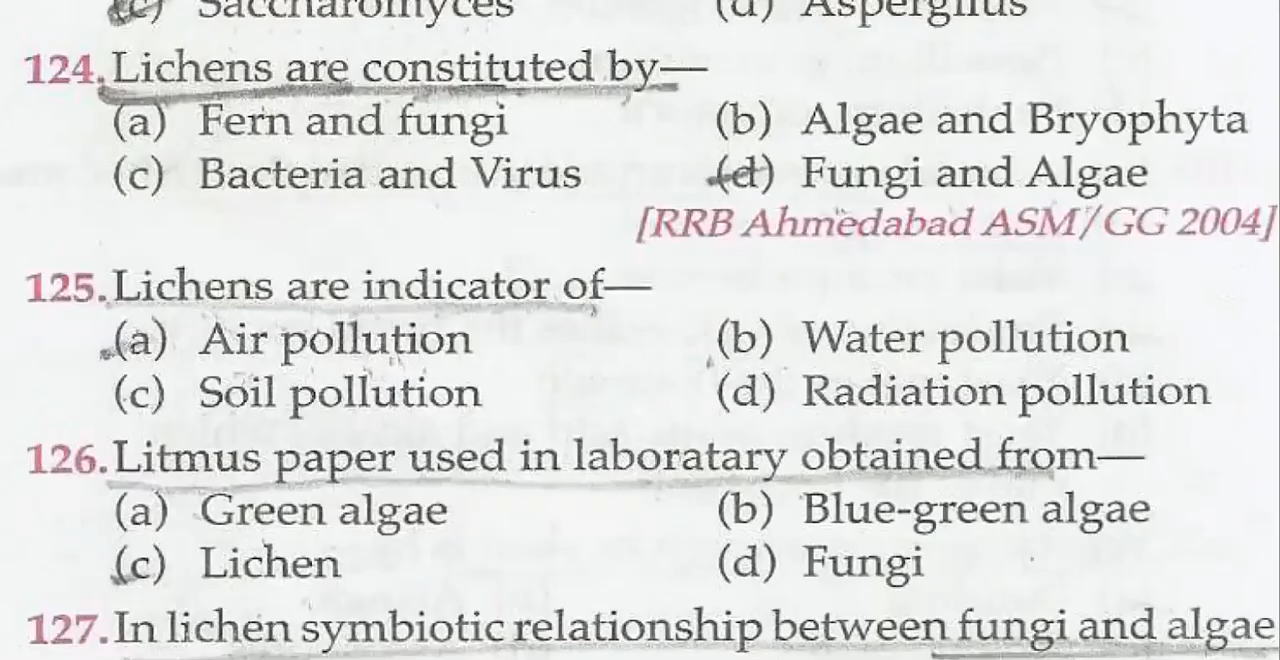 (c) Saccharomyces (d) Aspergillus
124. Lichens are constituted by—
(a) Fern and fungi (b) Algae and Bryophyta
(c) Bacteria and Virus (d) Fungi and Algae
[RRB Ahmedabad ASM/GG 2004]
125. Lichens are indicator of—
(a) Air pollution (b) Water pollution
(c) Soil pollution (d) Radiation pollution
126. Litmus paper used in laboratary obtained from—
(a) Green algae (b) Blue-green algae
(c) Lichen (d) Fungi
127. In lichen symbiotic relationship between fungi and algae